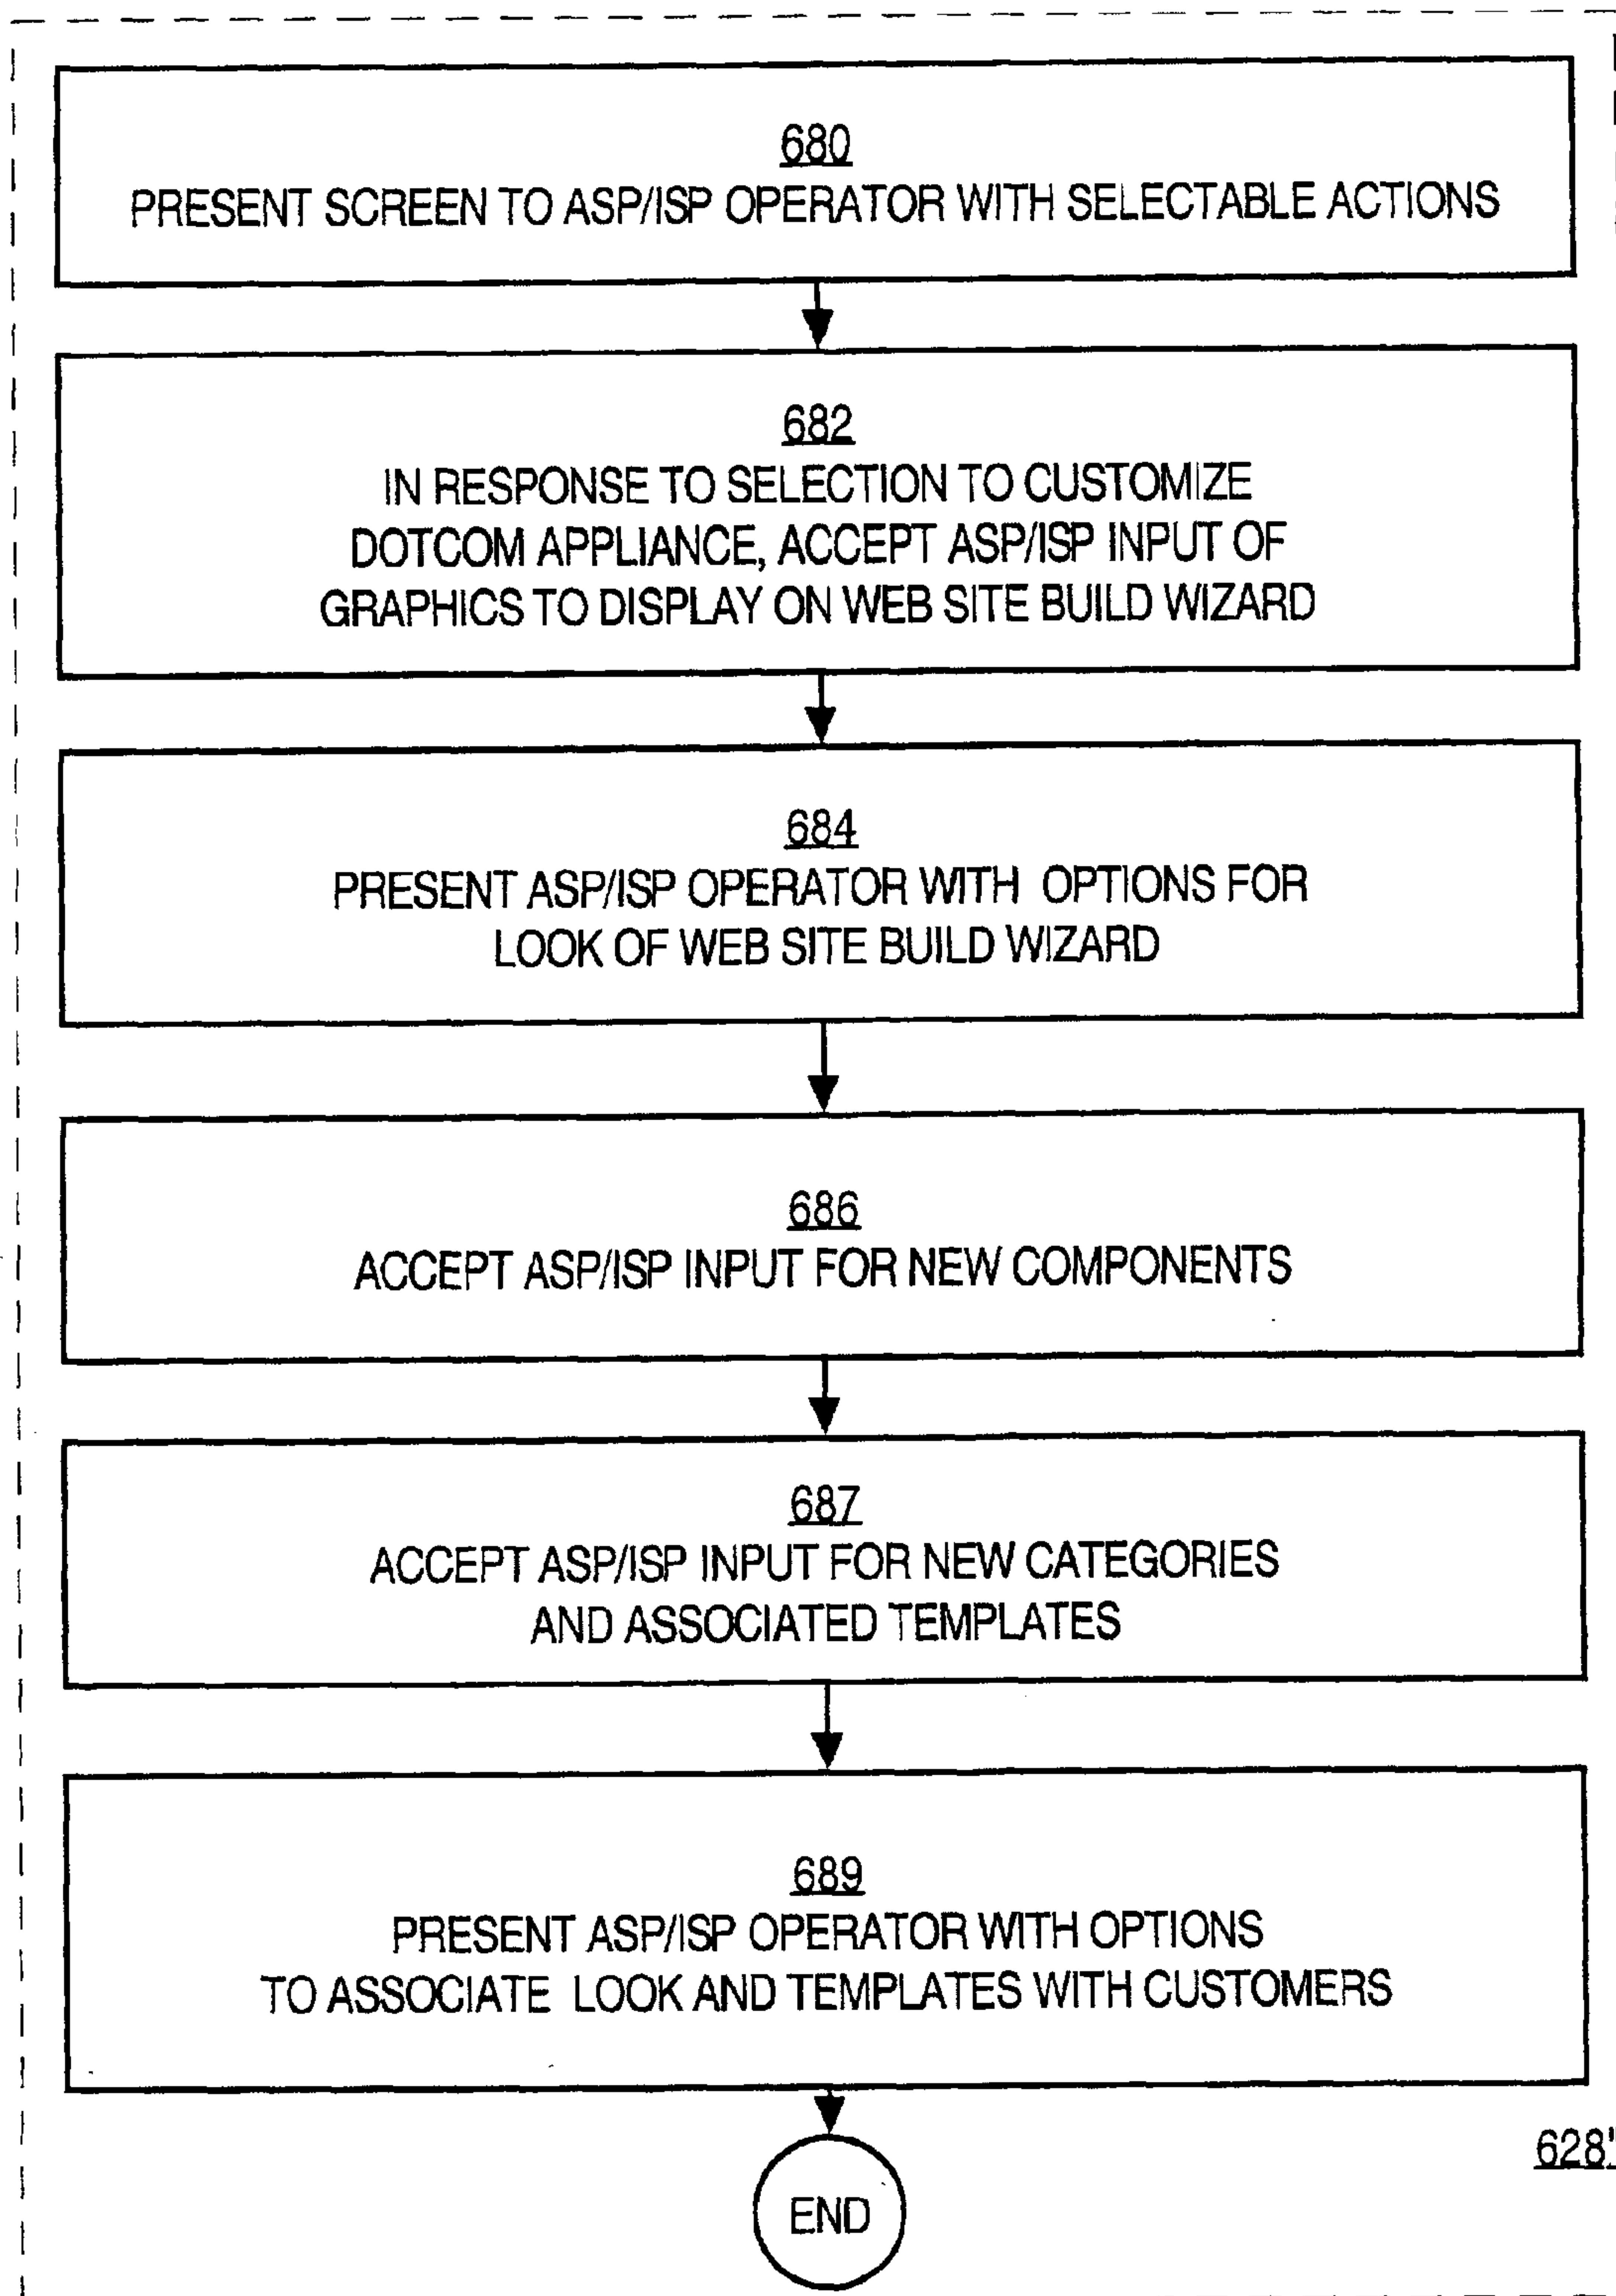 680
PRESENT SCREEN TO ASP/ISP OPERATOR WITH SELECTABLE ACTIONS
682
IN RESPONSE TO SELECTION TO CUSTOMIZE
DOTCOM APPLIANCE, ACCEPT ASP/ISP INPUT OF
GRAPHICS TO DISPLAY ON WEB SITE BUILD WIZARD
684
PRESENT ASP/ISP OPERATOR WITH OPTIONS FOR
LOOK OF WEB SITE BUILD WIZARD
686
ACCEPT ASP/ISP INPUT FOR NEW COMPONENTS
687
ACCEPT ASP/ISP INPUT FOR NEW CATEGORIES
AND ASSOCIATED TEMPLATES
689
PRESENT ASP/ISP OPERATOR WITH OPTIONS
TO ASSOCIATE LOOK AND TEMPLATES WITH CUSTOMERS
628"
END